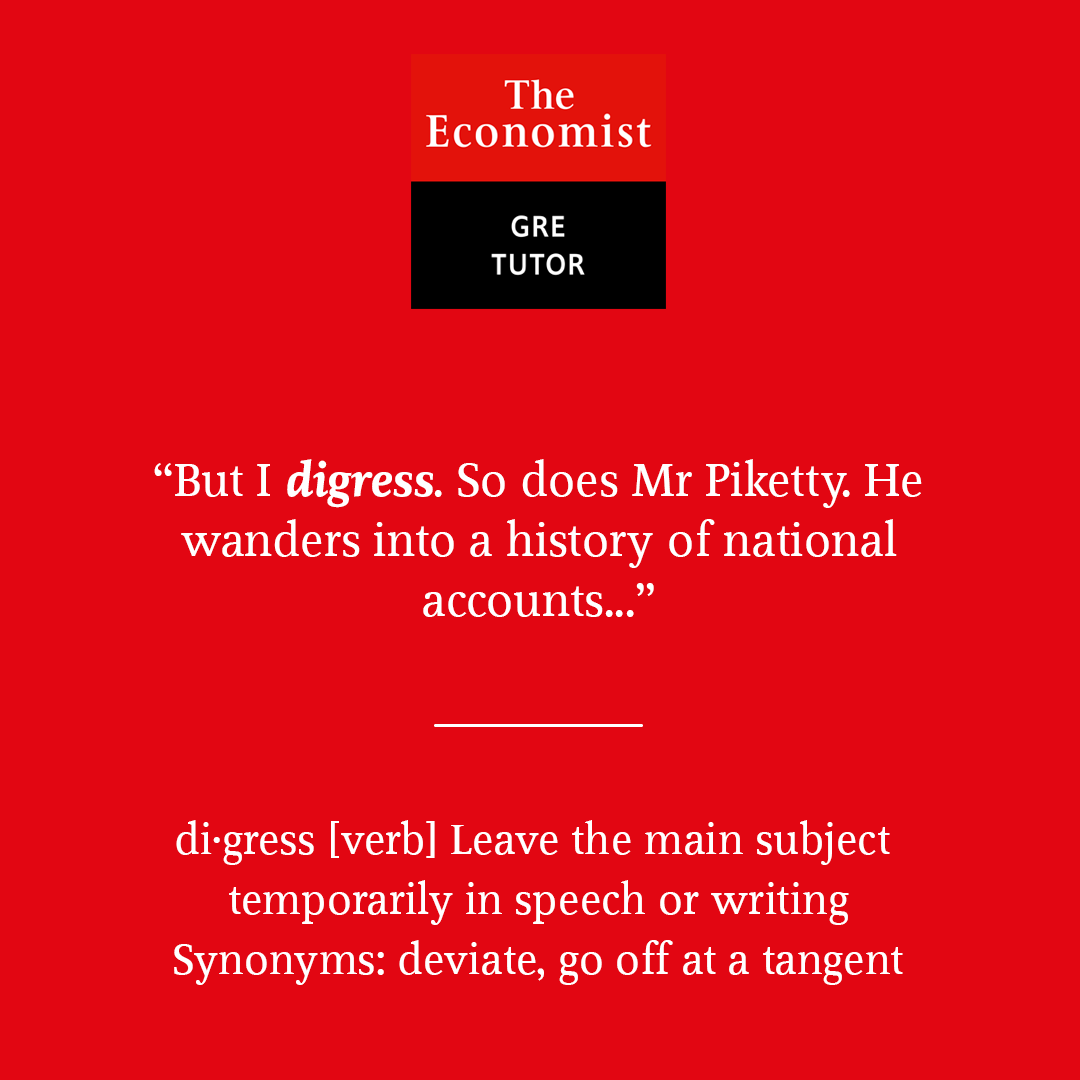 The
Economist
GRE
TUTOR
“But I digress. So does Mr Piketty. He
wanders into a history of national
accounts...”
di·gress [verb] Leave the main subject
temporarily in speech or writing
Synonyms: deviate, go off at a tangent